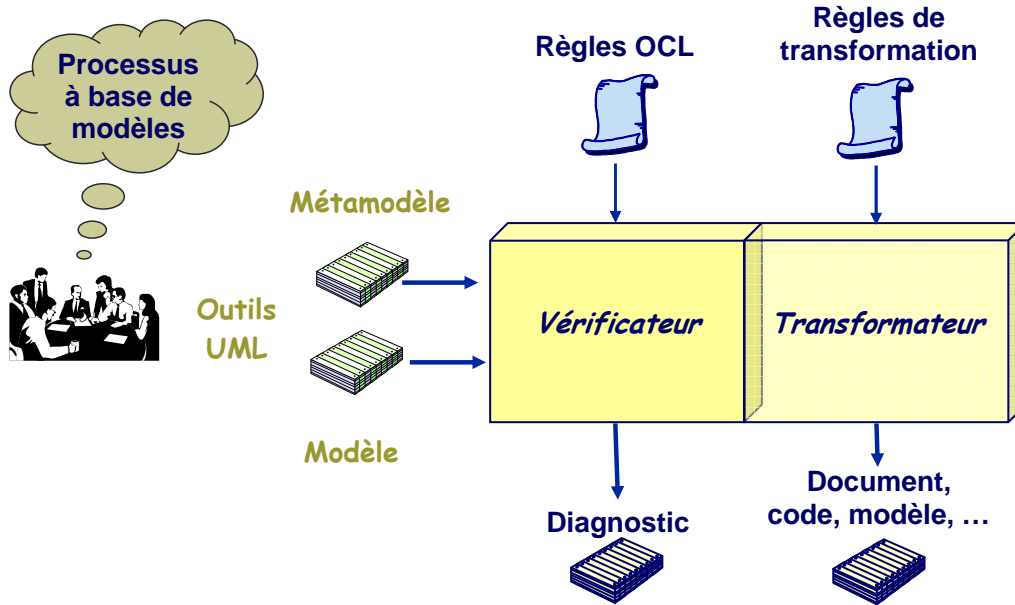 Processus
à base de
modèles
Règles OCL
Règles de
transformation
Métamodèle
Outils
UML
Modèle
Vérificateur
Transformateur
Diagnostic
Document,
code, modèle, …